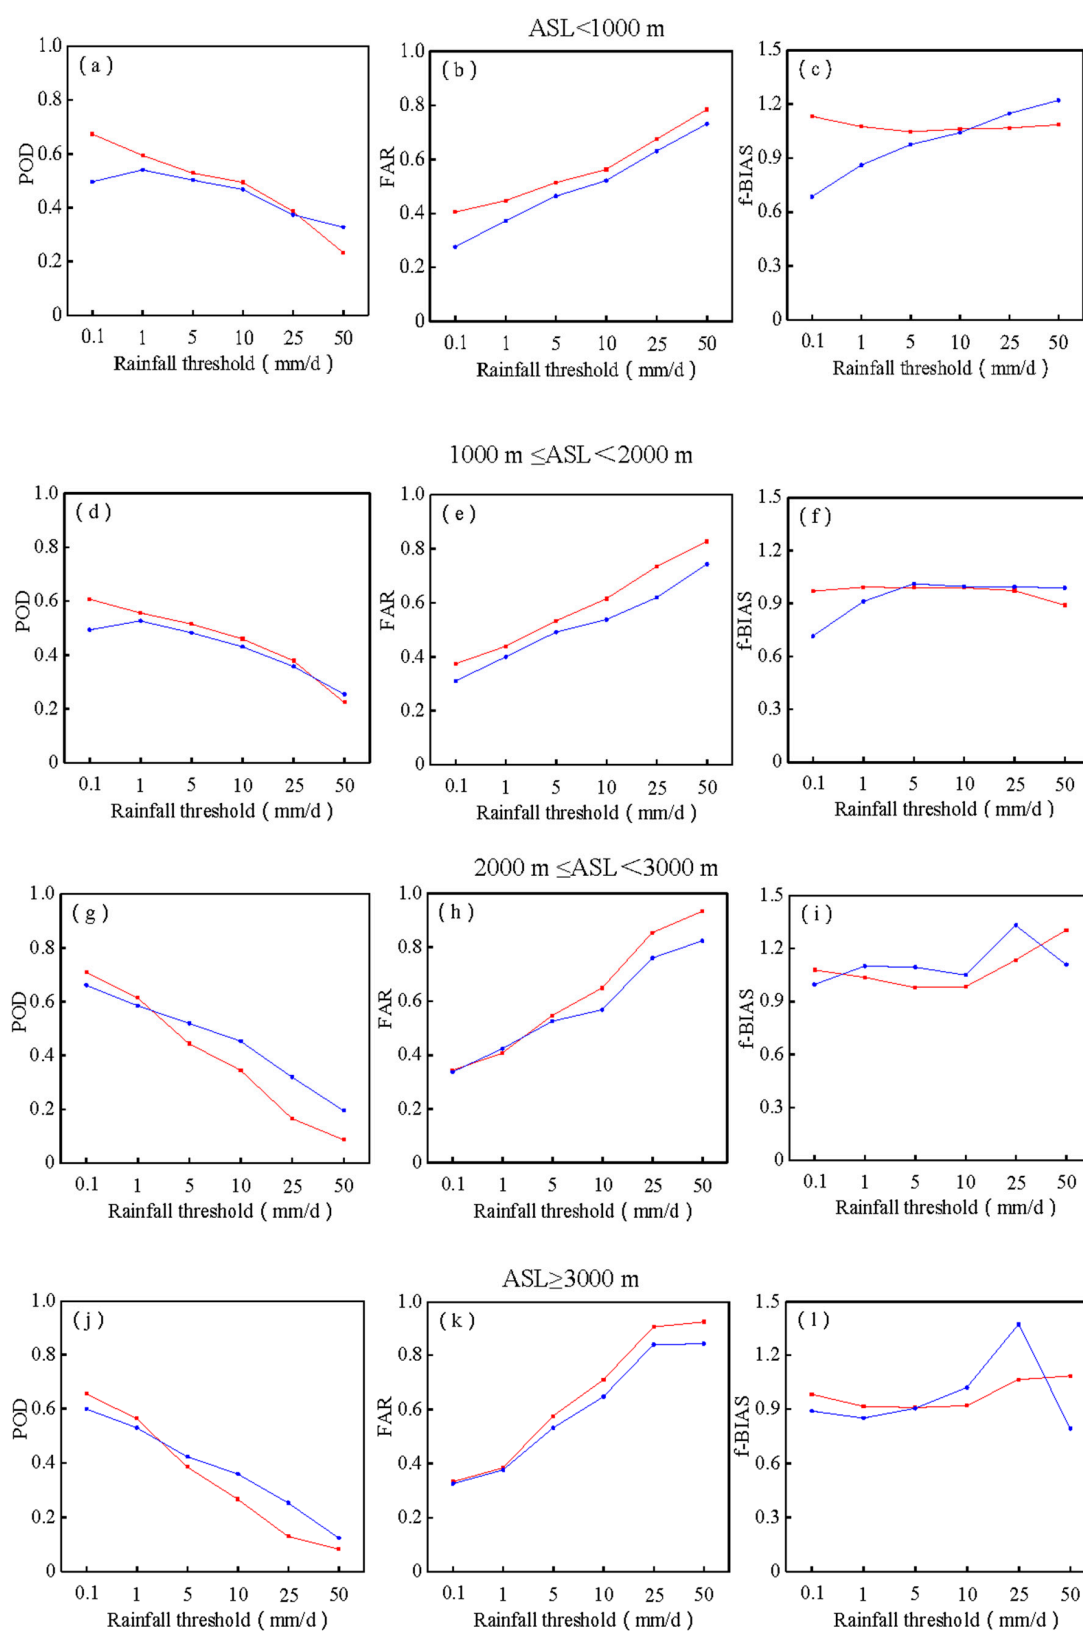 ASL<1000 m
1.0
0.8
0.6
0.4
0.2
0
POD
( a )
0.1 1 5 10 25 50
Rainfall threshold ( mm/d )
1.0
0.8
0.6
0.4
0.2
0
FAR
( b )
0.1 1 5 10 25 50
Rainfall threshold ( mm/d )
1.5
1.2
0.9
0.6
0.3
0
f-BIAS
( c )
0.1 1 5 10 25 50
Rainfall threshold ( mm/d )
1000 m ≤ASL<2000 m
1.0
0.8
0.6
0.4
0.2
0
POD
( d )
0.1 1 5 10 25 50
Rainfall threshold ( mm/d )
1.0
0.8
0.6
0.4
0.2
0
FAR
( e )
0.1 1 5 10 25 50
Rainfall threshold ( mm/d )
1.5
1.2
0.9
0.6
0.3
0
f-BIAS
( f )
0.1 1 5 10 25 50
Rainfall threshold ( mm/d )
2000 m ≤ASL<3000 m
1.0
0.8
0.6
0.4
0.2
0
POD
( g )
0.1 1 5 10 25 50
Rainfall threshold ( mm/d )
1.0
0.8
0.6
0.4
0.2
0
FAR
( h )
0.1 1 5 10 25 50
Rainfall threshold ( mm/d )
1.5
1.2
0.9
0.6
0.3
0
f-BIAS
( i )
0.1 1 5 10 25 50
Rainfall threshold ( mm/d )
ASL≥3000 m
1.0
0.8
0.6
0.4
0.2
0
POD
( j )
0.1 1 5 10 25 50
Rainfall threshold ( mm/d )
1.0
0.8
0.6
0.4
0.2
0
FAR
( k )
0.1 1 5 10 25 50
Rainfall threshold ( mm/d )
1.5
1.2
0.9
0.6
0.3
0
f-BIAS
( l )
0.1 1 5 10 25 50
Rainfall threshold ( mm/d )